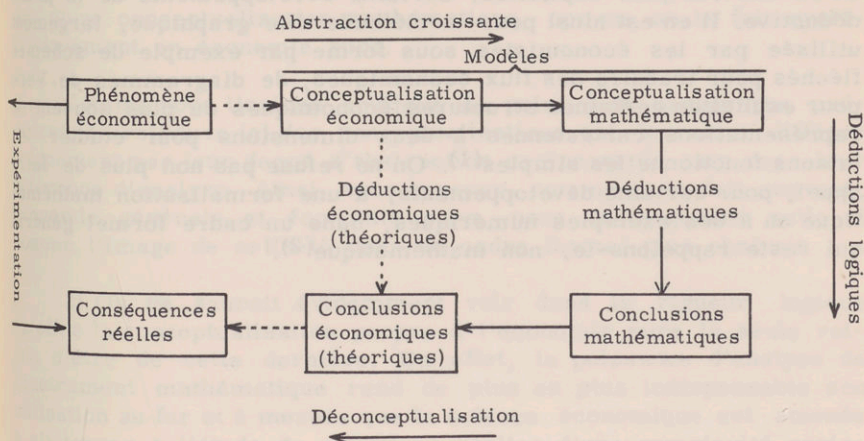 Abstraction croissante
Modèles
Phénomène
économique
Conceptualisation
économique
Conceptualisation
mathématique
Expérimentation
Déductions
économiques
(théoriques)
Déductions
mathématiques
Déductions logiques
Conséquences
réelles
Conclusions
économiques
(théoriques)
Conclusions
mathématiques
Déconceptualisation